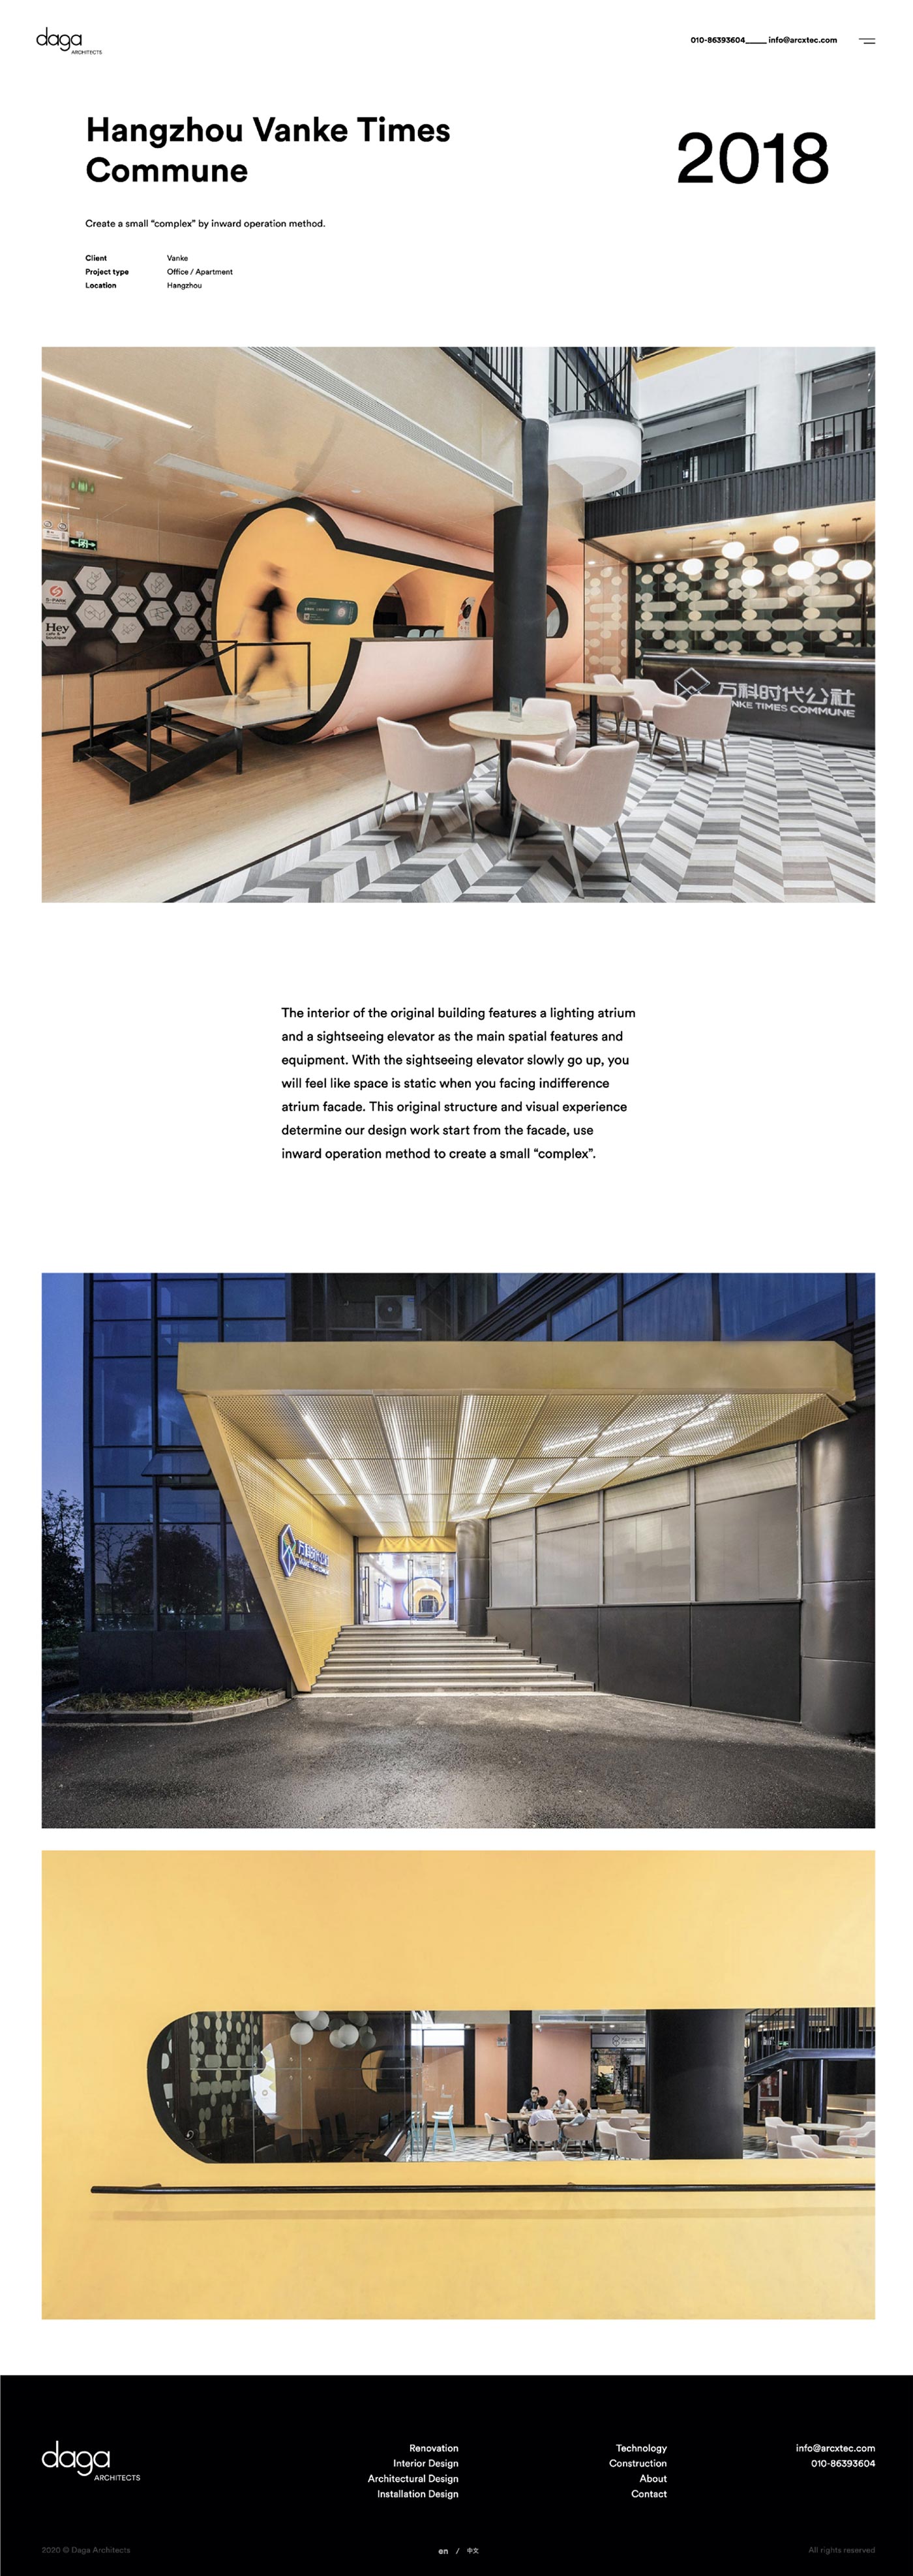 daga
ARCHITECTS
010-86393604____ info@arcxtec.com
Hangzhou Vanke Times
Commune
2018
Create a small “complex” by inward operation method.
Client Vanke
Project type Office / Apartment
Location Hangzhou
S-PARK
Hey
万科时代公社
NKE TIMES COMMUNE
The interior of the original building features a lighting atrium
and a sightseeing elevator as the main spatial features and
equipment. With the sightseeing elevator slowly go up, you
will feel like space is static when you facing indifference
atrium facade. This original structure and visual experience
determine our design work start from the facade, use
inward operation method to create a small “complex”.
daga
ARCHITECTS
Renovation
Interior Design
Architectural Design
Installation Design
Technology
Construction
About
Contact
info@arcxtec.com
010-86393604
2020 © Daga Architects
en / 中文
All rights reserved